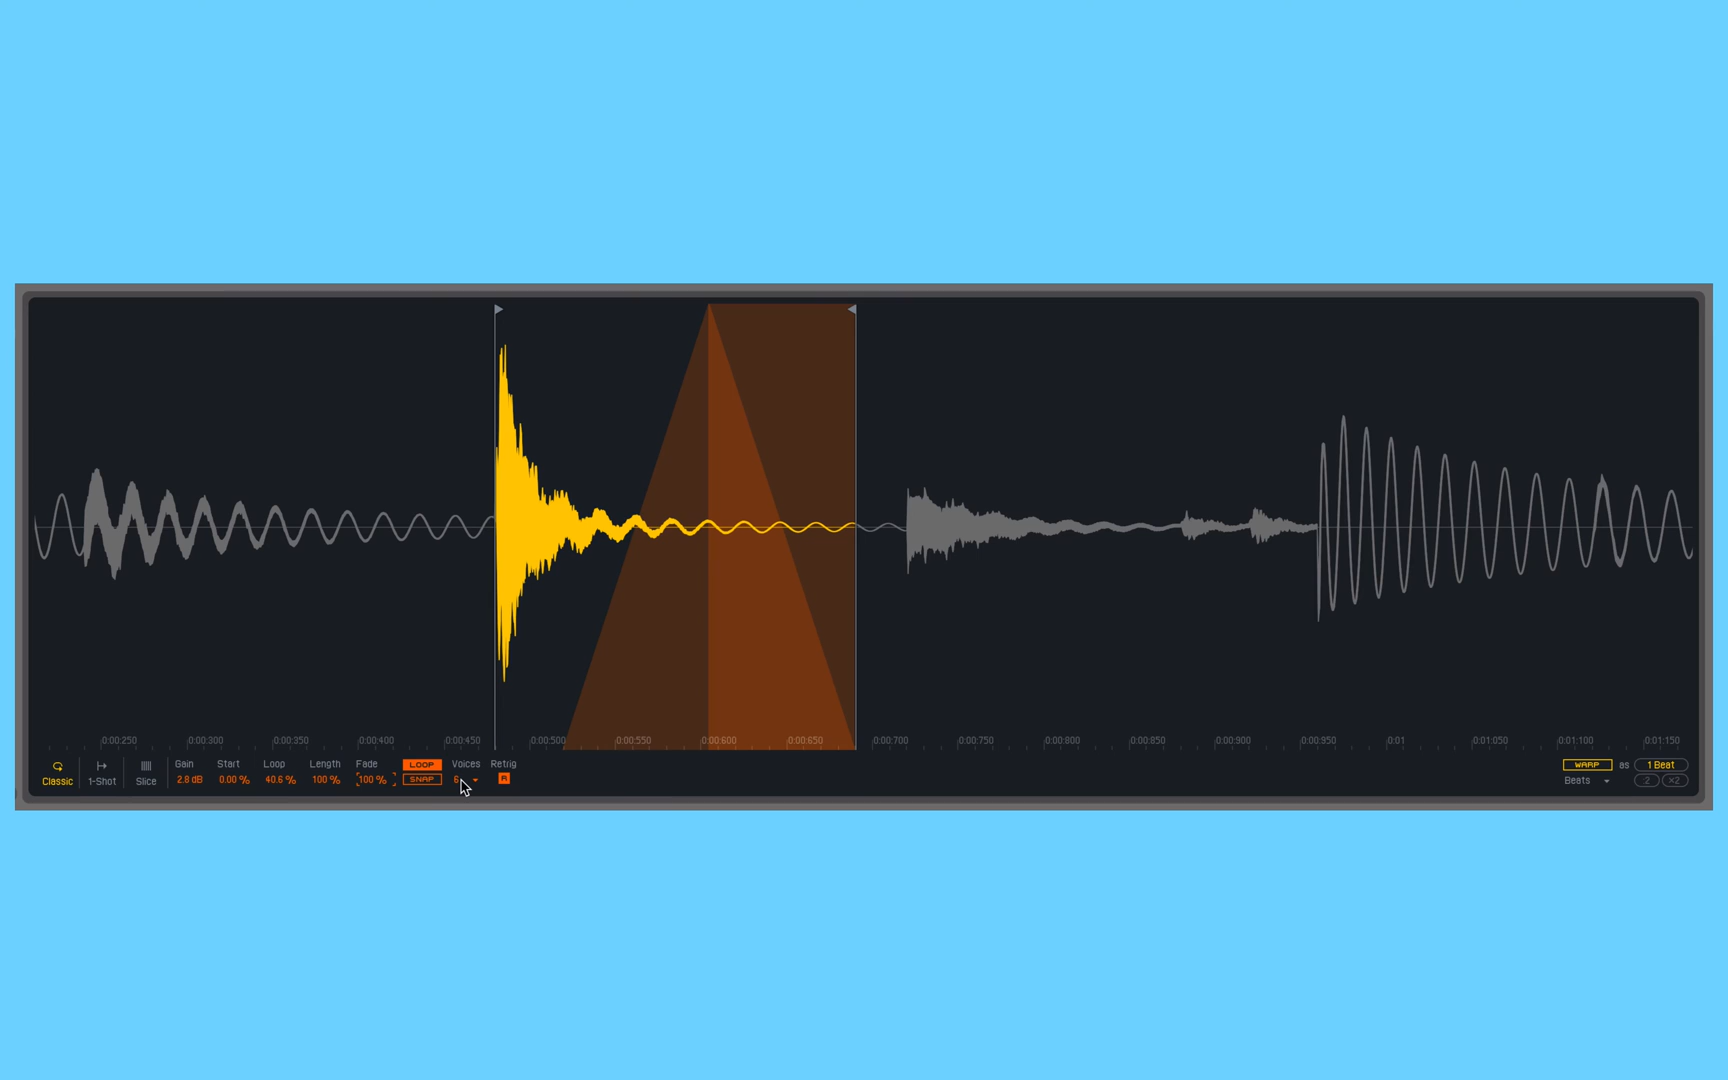 0:00:250 0:00:300 0:00:350 0:00:400 0:00:450 0:00:500 0:00:550 0:00:600 0:00:650 0:00:700 0:00:750 0:00:800 0:00:850 0:00:900 0:00:950 0:01 0:01:050 0:01:100 0:01:150
Gain Start Loop Length Fade LOOP Voices Retrig WARP as 1 Beat
Classic 1-Shot Slice 2.8 dB 0.00 % 40.6 % 100 % 100 % SNAP 6 R Beats :2 ×2